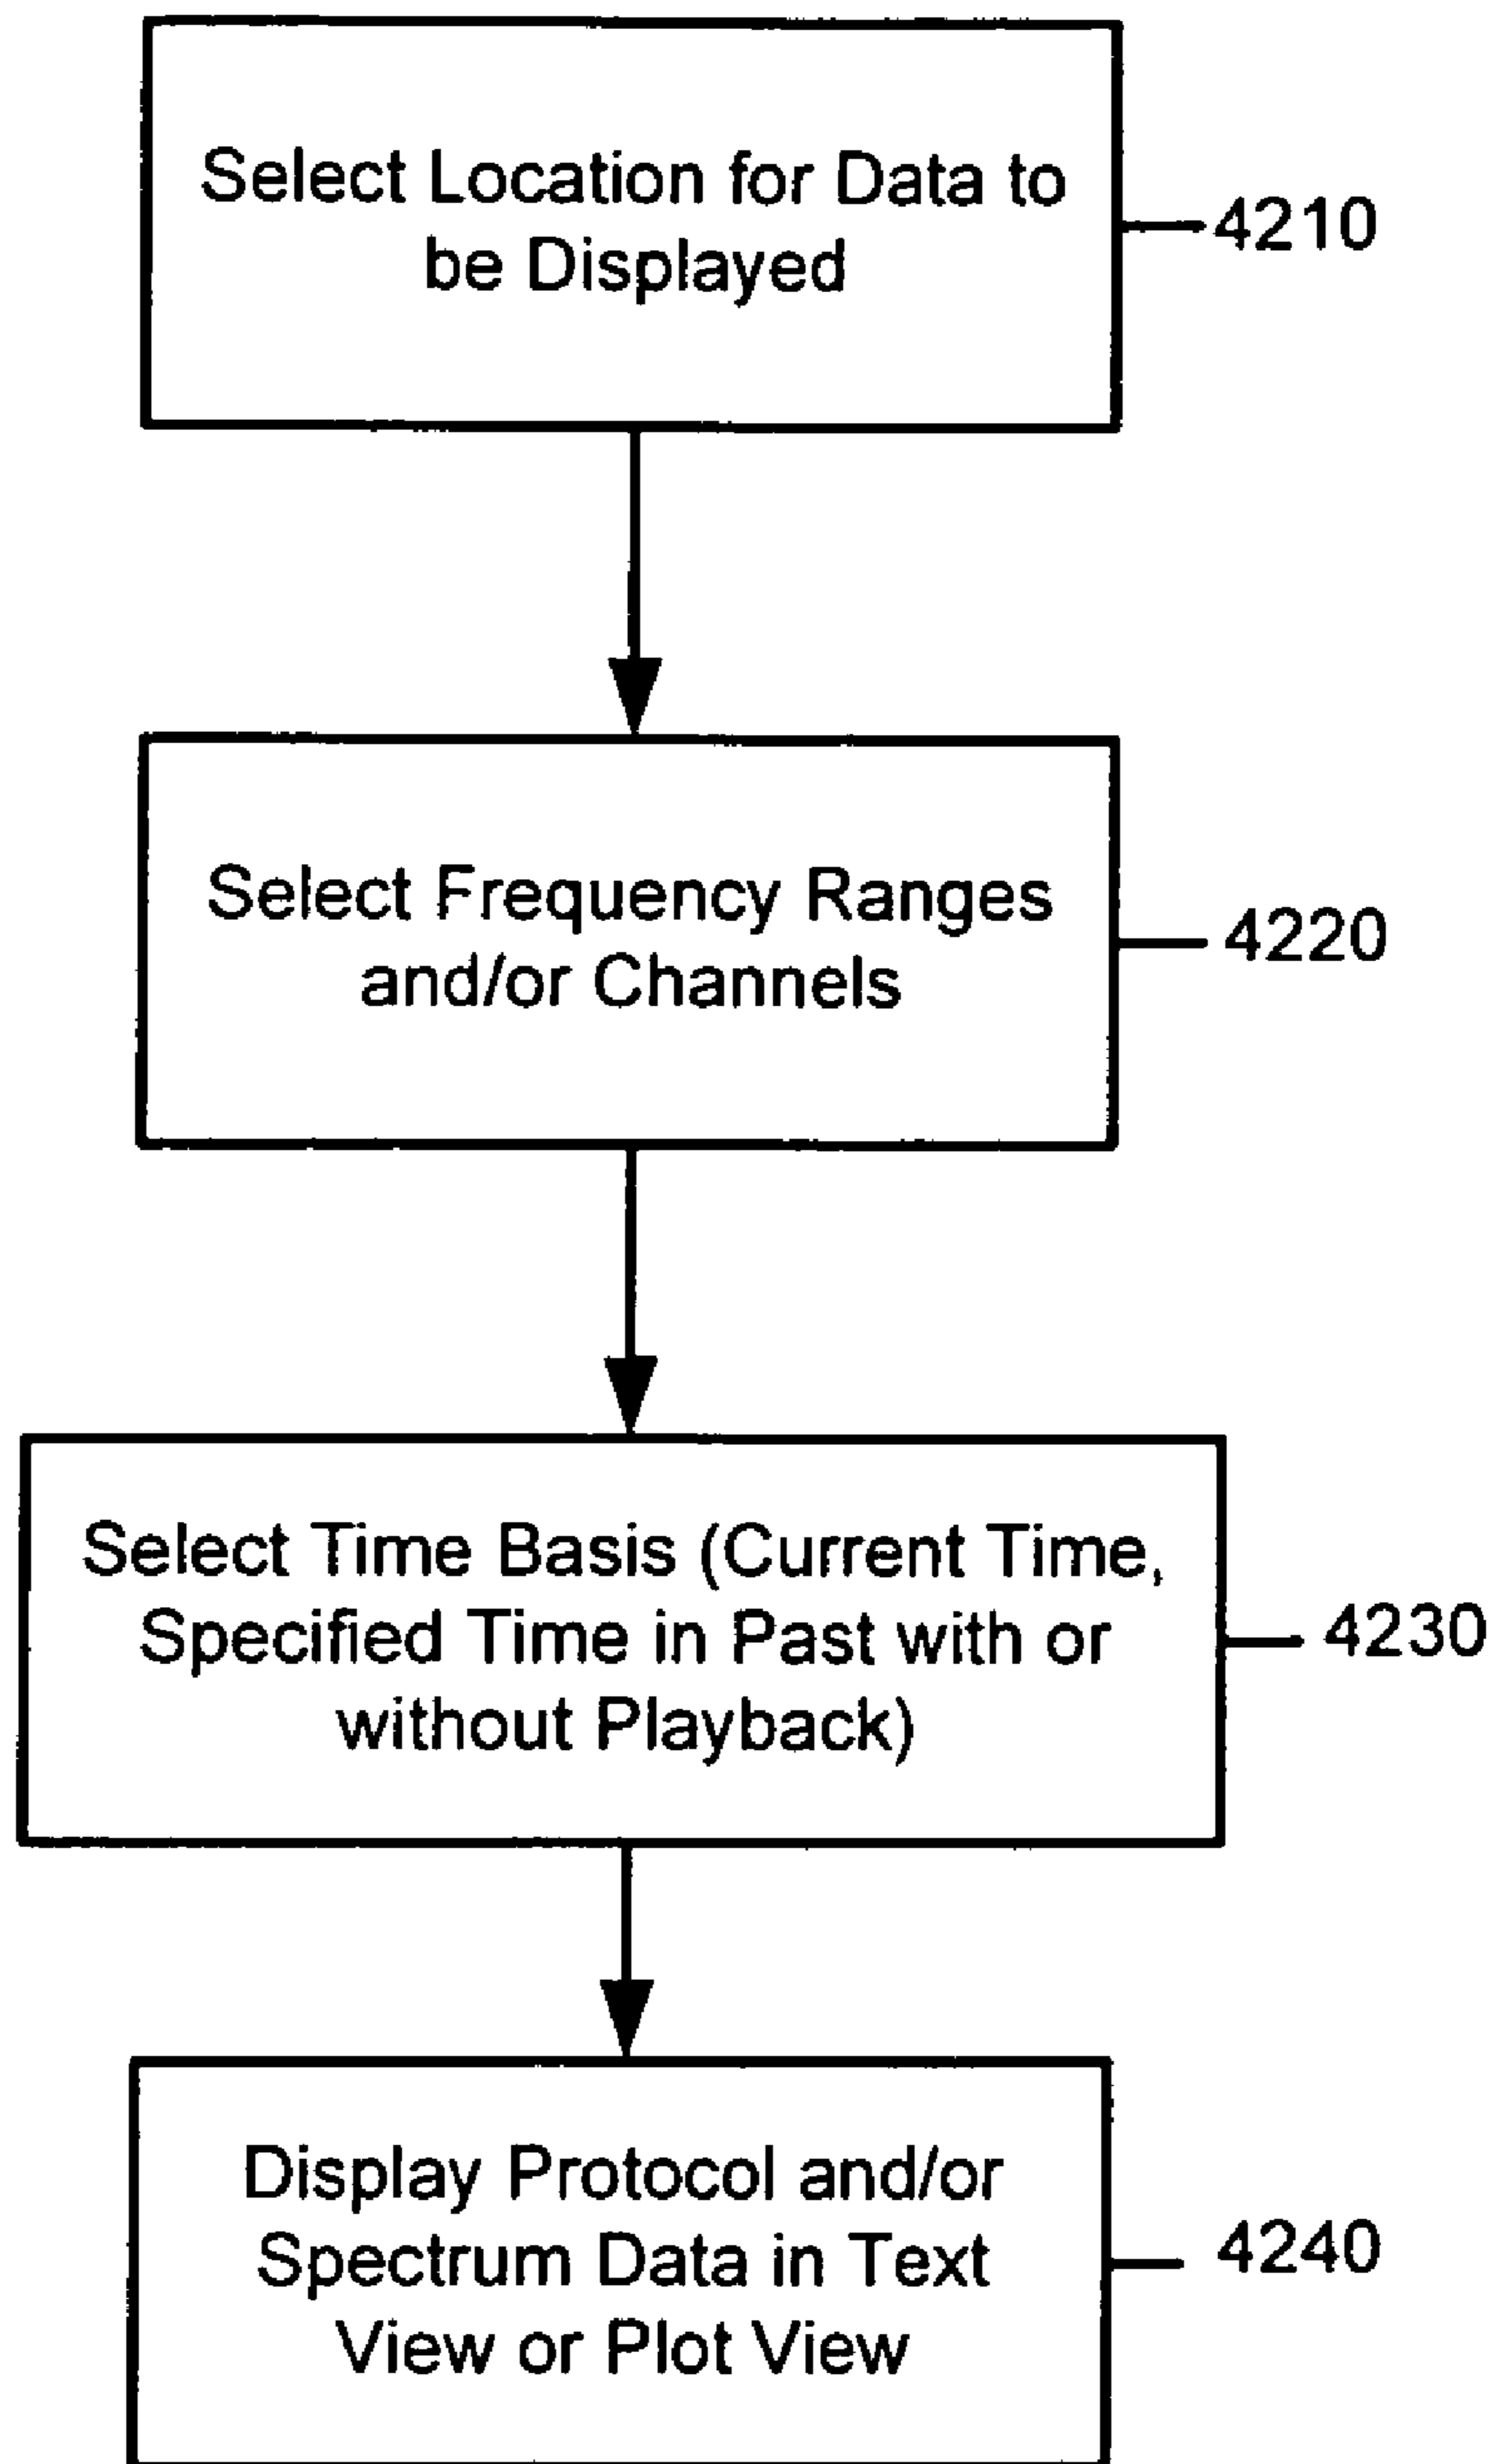 Select Location for Data to
be Displayed
4210
Select Frequency Ranges
and/or Channels
4220
Select Time Basis (Current Time,
Specified Time in Past with or
without Playback)
4230
Display Protocol and/or
Spectrum Data in Text
View or Plot View
4240